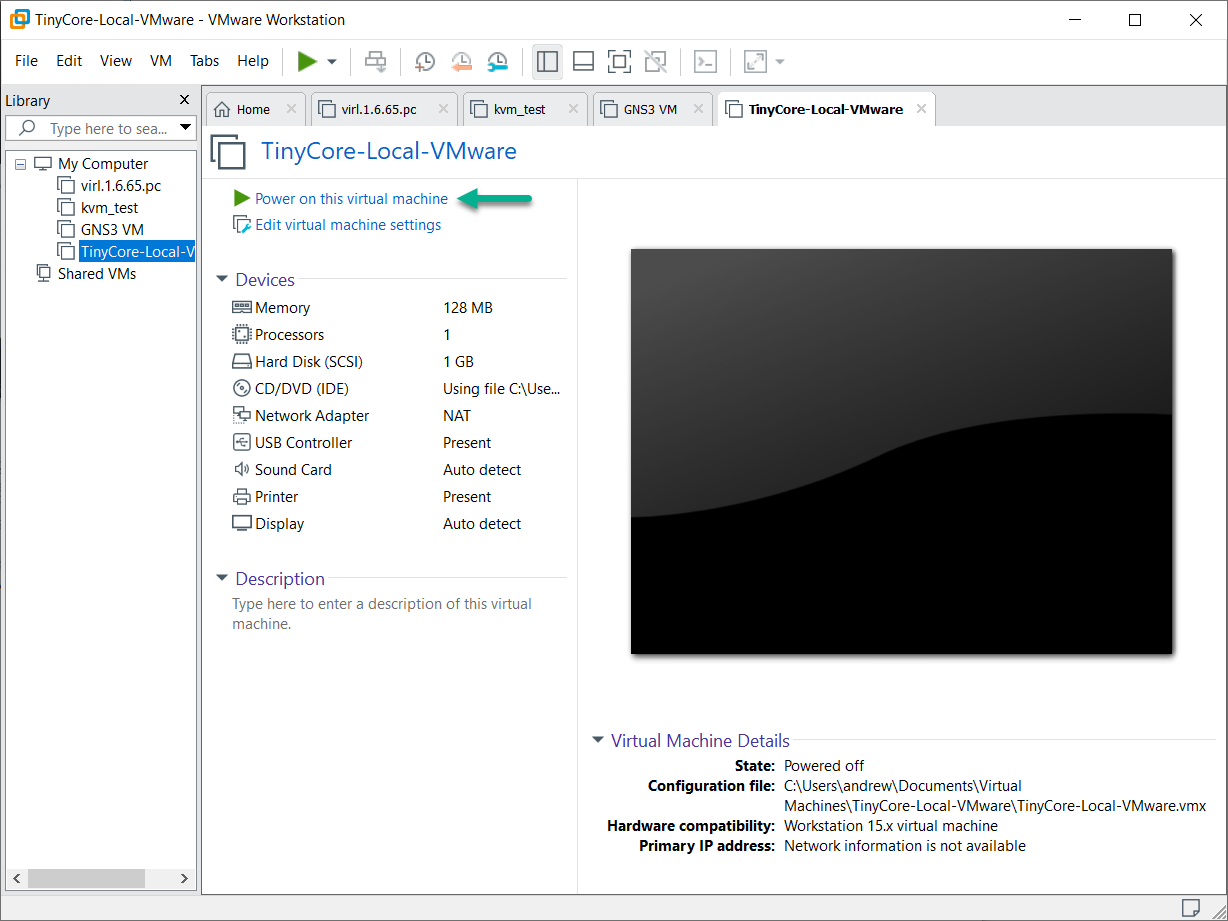 TinyCore-Local-VMware - VMware Workstation
File Edit View VM Tabs Help
Library
Type here to sea...
My Computer
virl.1.6.65.pc
kvm_test
GNS3 VM
TinyCore-Local-V
Shared VMs
Home virl.1.6.65.pc kvm_test GNS3 VM TinyCore-Local-VMware
TinyCore-Local-VMware
Power on this virtual machine
Edit virtual machine settings
Devices
Memory 128 MB
Processors 1
Hard Disk (SCSI) 1 GB
CD/DVD (IDE) Using file C:\Use...
Network Adapter NAT
USB Controller Present
Sound Card Auto detect
Printer Present
Display Auto detect
Description
Type here to enter a description of this virtual
machine.
Virtual Machine Details
State: Powered off
Configuration file: C:\Users\andrew\Documents\Virtual
Machines\TinyCore-Local-VMware\TinyCore-Local-VMware.vmx
Hardware compatibility: Workstation 15.x virtual machine
Primary IP address: Network information is not available